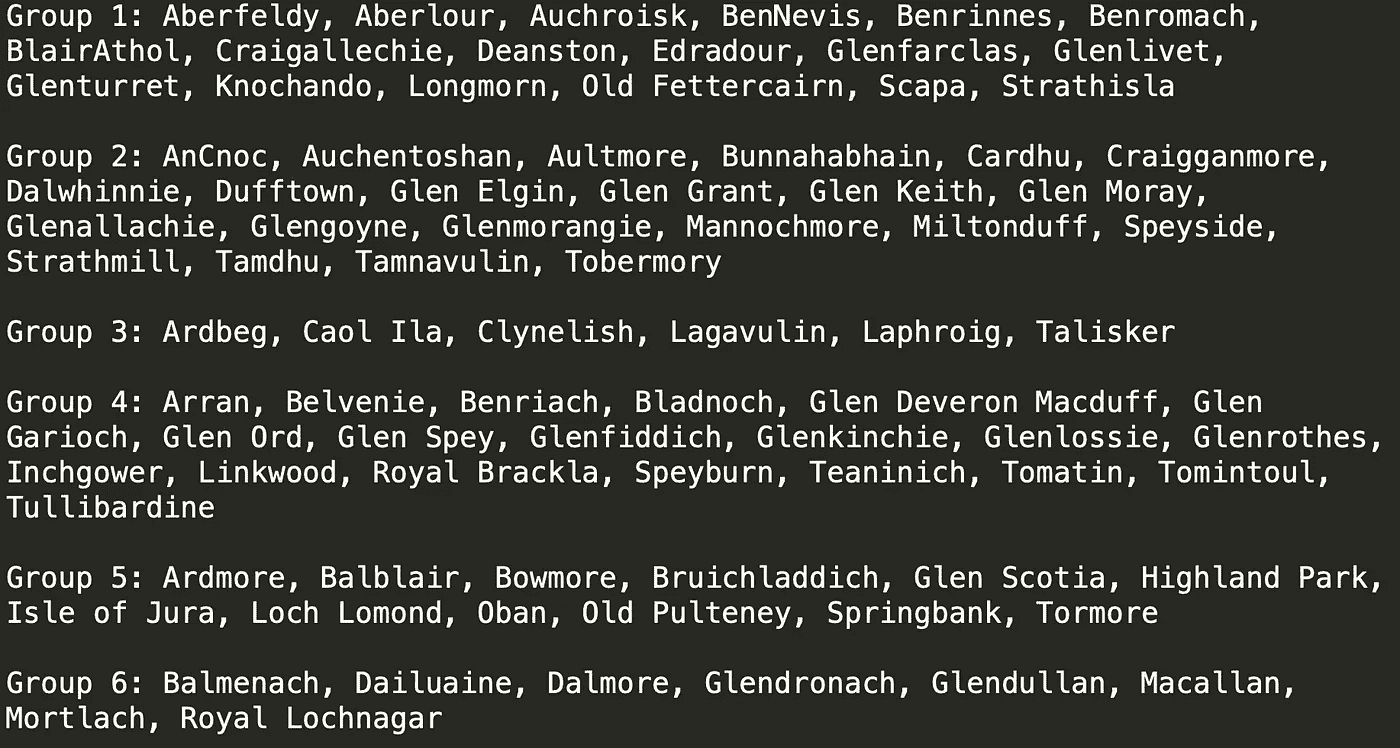 Group 1: Aberfeldy, Aberlour, Auchroisk, BenNevis, Benrinnes, Benromach,
BlairAthol, Craigallechie, Deanston, Edradour, Glenfarclas, Glenlivet,
Glenturret, Knochando, Longmorn, Old Fettercairn, Scapa, Strathisla
Group 2: AnCnoc, Auchentoshan, Aultmore, Bunnahabhain, Cardhu, Craigganmore,
Dalwhinnie, Dufftown, Glen Elgin, Glen Grant, Glen Keith, Glen Moray,
Glenallachie, Glengoyne, Glenmorangie, Mannochmore, Miltonduff, Speyside,
Strathmill, Tamdhu, Tamnavulin, Tobermory
Group 3: Ardbeg, Caol Ila, Clynelish, Lagavulin, Laphroig, Talisker
Group 4: Arran, Belvenie, Benriach, Bladnoch, Glen Deveron Macduff, Glen
Garioch, Glen Ord, Glen Spey, Glenfiddich, Glenkinchie, Glenlossie, Glenrothes,
Inchgower, Linkwood, Royal Brackla, Speyburn, Teaninich, Tomatin, Tomintoul,
Tullibardine
Group 5: Ardmore, Balblair, Bowmore, Bruichladdich, Glen Scotia, Highland Park,
Isle of Jura, Loch Lomond, Oban, Old Pulteney, Springbank, Tormore
Group 6: Balmenach, Dailuaine, Dalmore, Glendronach, Glendullan, Macallan,
Mortlach, Royal Lochnagar